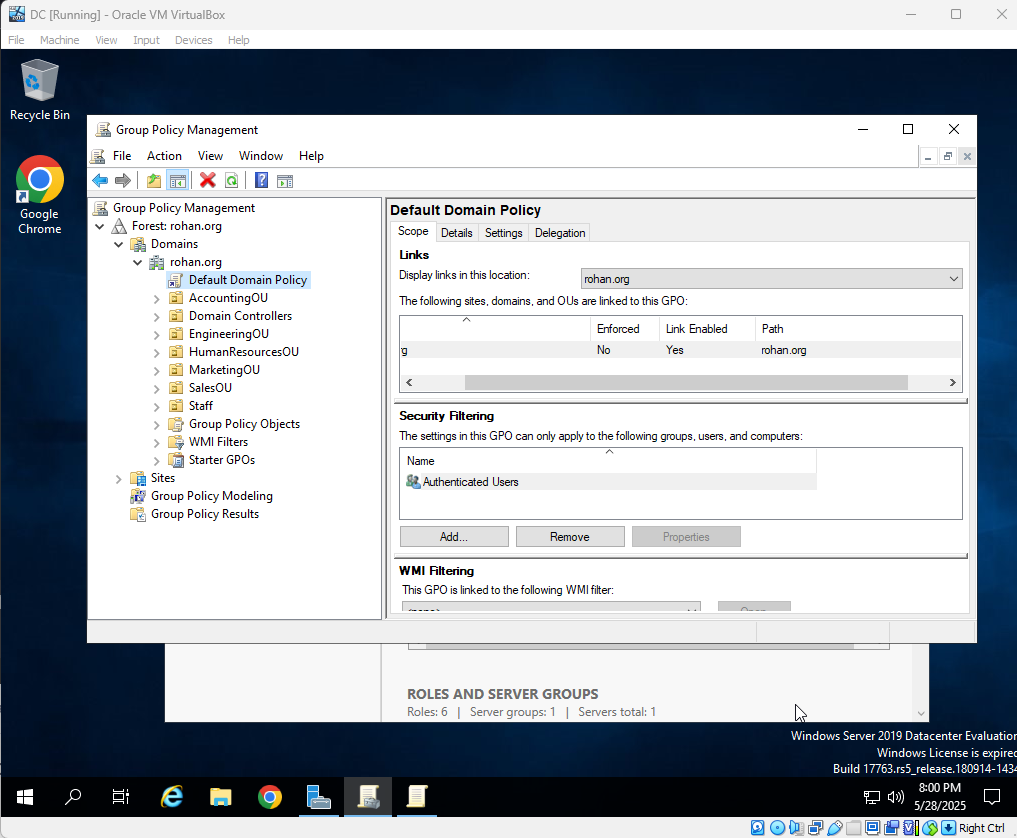 DC [Running] - Oracle VM VirtualBox
File Machine View Input Devices Help
Recycle Bin
Google
Chrome
Group Policy Management
File Action View Window Help
Group Policy Management
Forest: rohan.org
Domains
rohan.org
Default Domain Policy
AccountingOU
Domain Controllers
EngineeringOU
HumanResourcesOU
MarketingOU
SalesOU
Staff
Group Policy Objects
WMI Filters
Starter GPOs
Sites
Group Policy Modeling
Group Policy Results
Default Domain Policy
Scope Details Settings Delegation
Links
Display links in this location: rohan.org
The following sites, domains, and OUs are linked to this GPO:
Enforced Link Enabled Path
rg No Yes rohan.org
Security Filtering
The settings in this GPO can only apply to the following groups, users, and computers:
Name
Authenticated Users
Add... Remove Properties
WMI Filtering
This GPO is linked to the following WMI filter:
<none> Open
ROLES AND SERVER GROUPS
Roles: 6 | Server groups: 1 | Servers total: 1
Windows Server 2019 Datacenter Evaluation
Windows License is expired
Build 17763.rs5_release.180914-1434
8:00 PM
5/28/2025
Right Ctrl